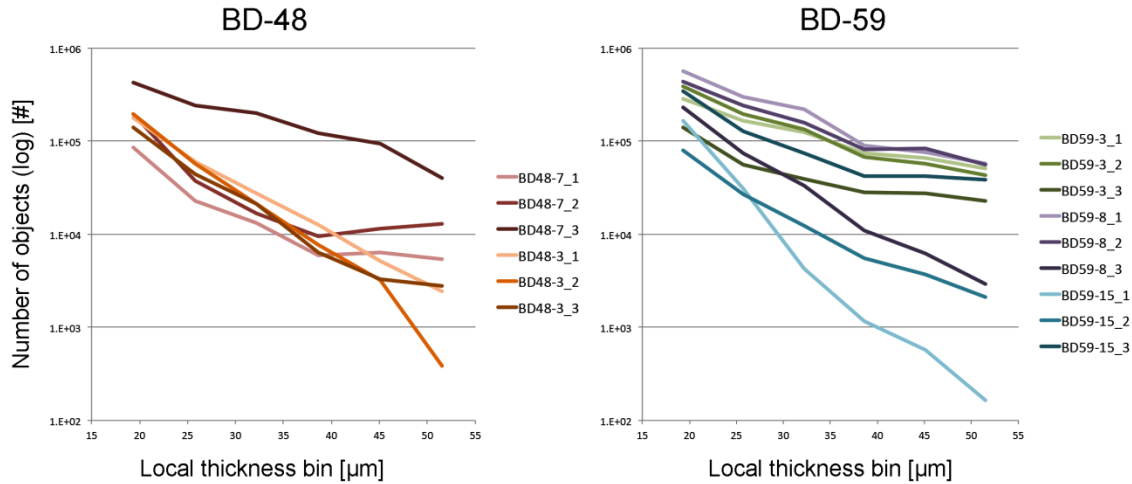 BD-48
Number of objects (log) [#]
1.E+06
1.E+05
1.E+04
1.E+03
1.E+02
15 20 25 30 35 40 45 50 55
Local thickness bin [µm]
BD48-7_1
BD48-7_2
BD48-7_3
BD48-3_1
BD48-3_2
BD48-3_3
BD-59
1.E+06
1.E+05
1.E+04
1.E+03
1.E+02
15 20 25 30 35 40 45 50 55
Local thickness bin [µm]
BD59-3_1
BD59-3_2
BD59-3_3
BD59-8_1
BD59-8_2
BD59-8_3
BD59-15_1
BD59-15_2
BD59-15_3